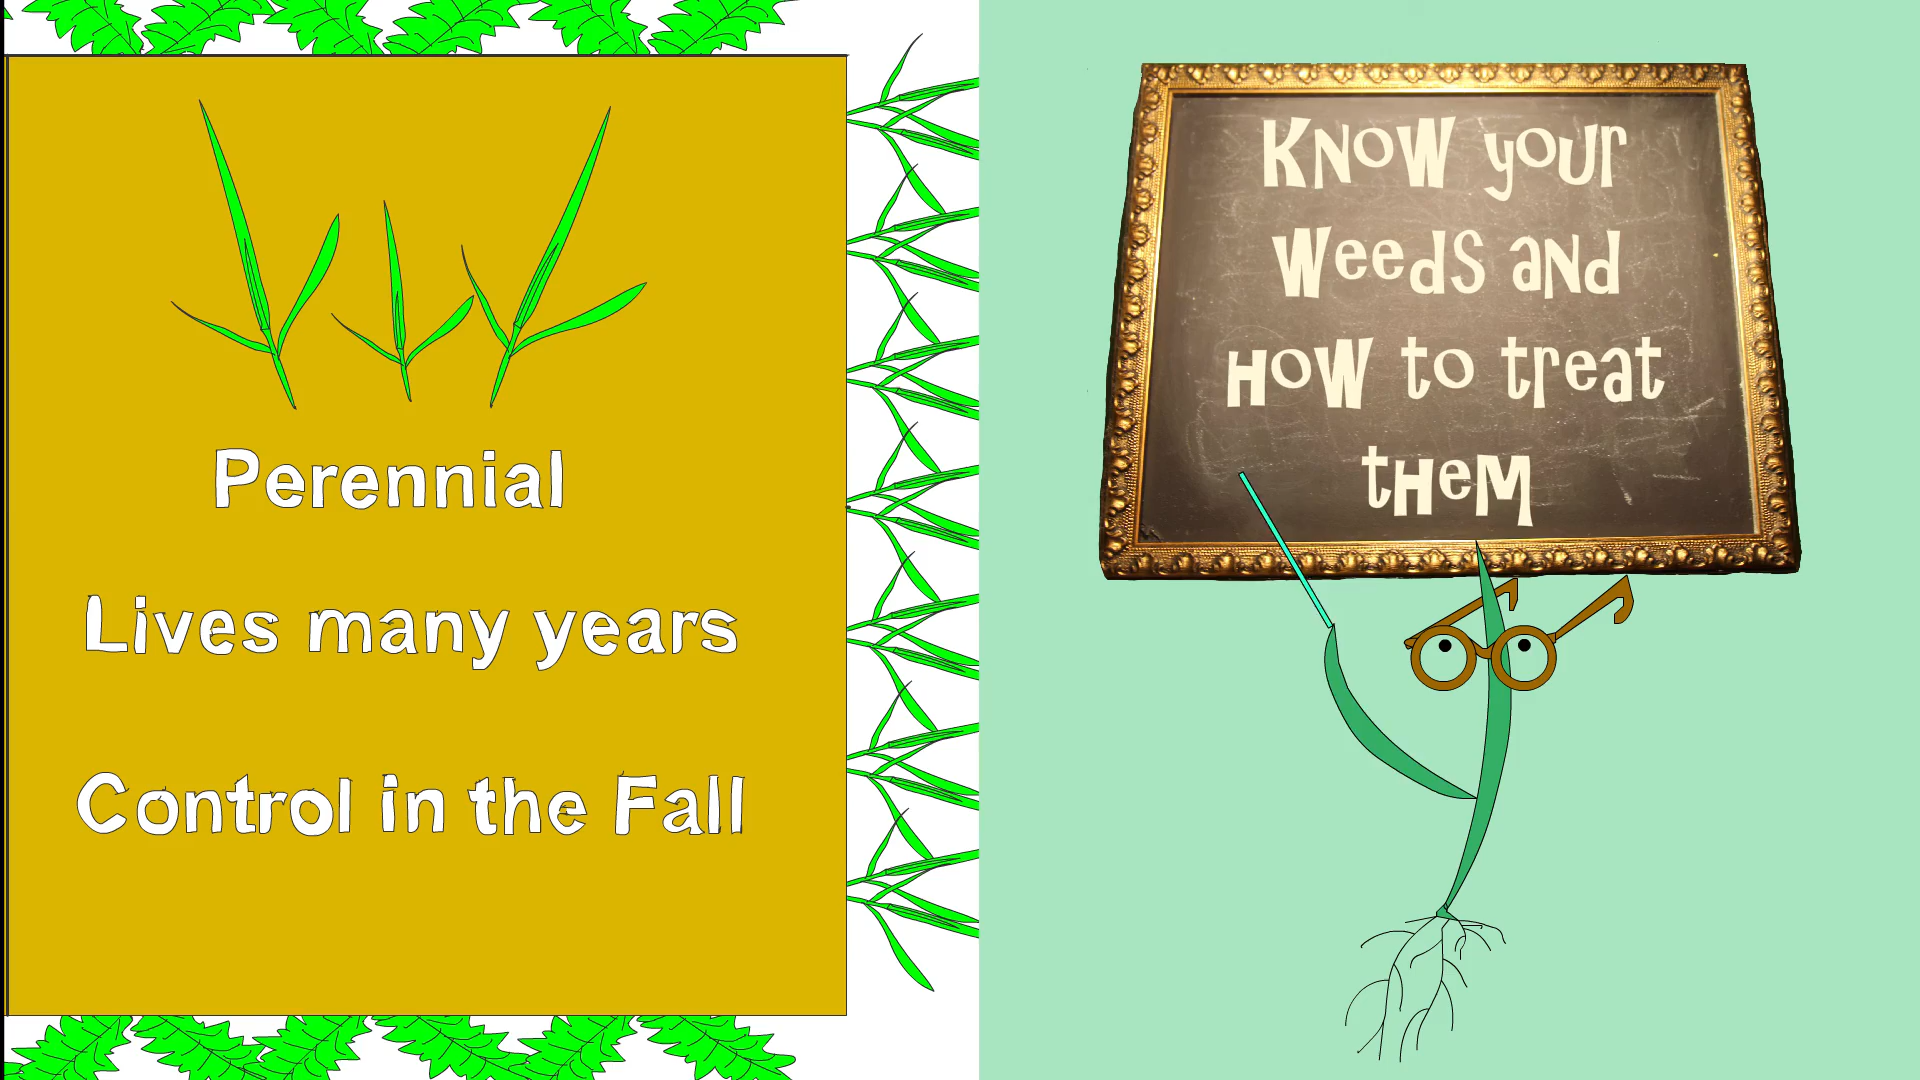 Perennial
Lives many years
Control in the Fall
Know your
Weeds and
how to treat
them